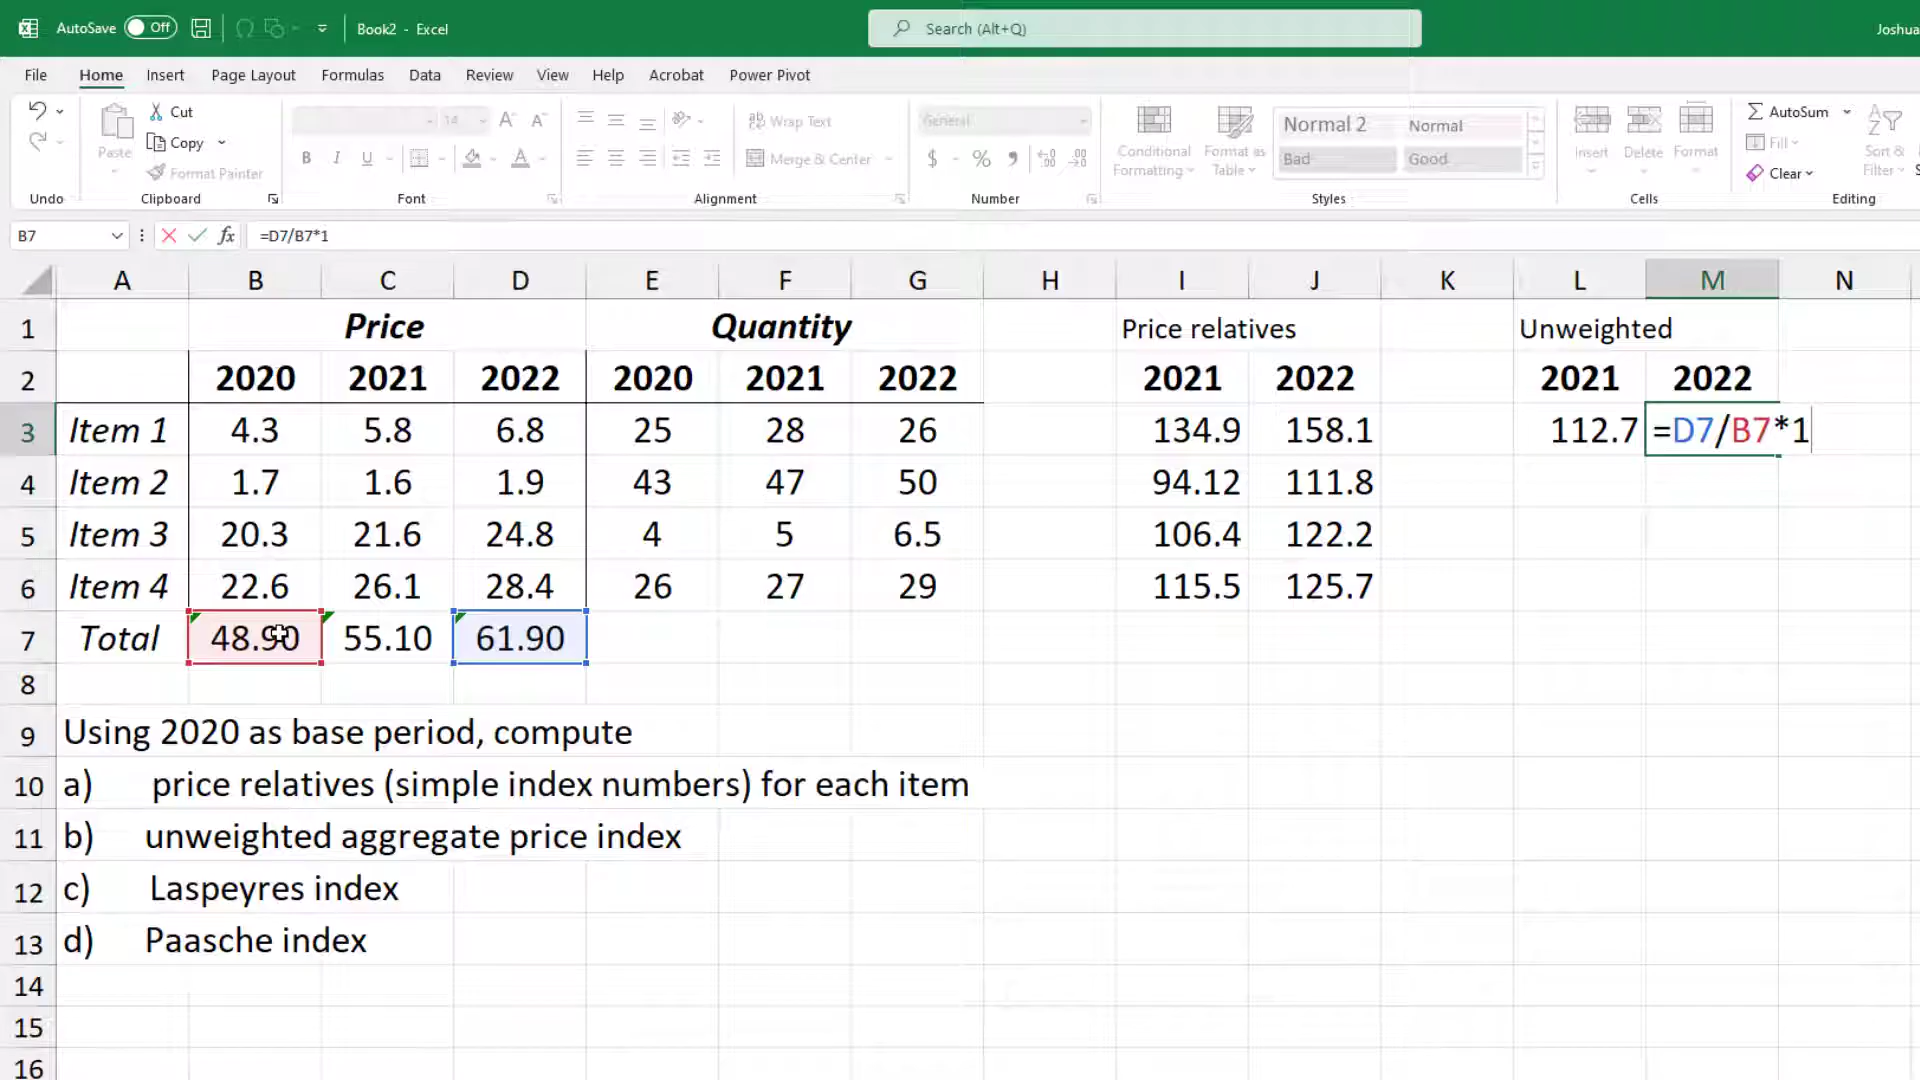 AutoSave Off Book2 - Excel Search (Alt+Q) Joshua
File Home Insert Page Layout Formulas Data Review View Help Acrobat Power Pivot
Cut
Copy
Format Painter
Paste
14 A A
B I U
Wrap Text
Merge & Center
General
$ % 9
Conditional Formatting
Format as Table
Normal 2 Normal
Bad Good
Insert Delete Format
AutoSum
Fill
Clear
Sort & Filter
Undo Clipboard Font Alignment Number Styles Cells Editing
B7 fx =D7/B7*1
A B C D E F G H I J K L M N
1 Price Quantity Price relatives Unweighted
2 2020 2021 2022 2020 2021 2022 2021 2022 2021 2022
3 Item 1 4.3 5.8 6.8 25 28 26 134.9 158.1 112.7 =D7/B7*1
4 Item 2 1.7 1.6 1.9 43 47 50 94.12 111.8
5 Item 3 20.3 21.6 24.8 4 5 6.5 106.4 122.2
6 Item 4 22.6 26.1 28.4 26 27 29 115.5 125.7
7 Total 48.90 55.10 61.90
8
9 Using 2020 as base period, compute
10 a) price relatives (simple index numbers) for each item
11 b) unweighted aggregate price index
12 c) Laspeyres index
13 d) Paasche index
14
15
16